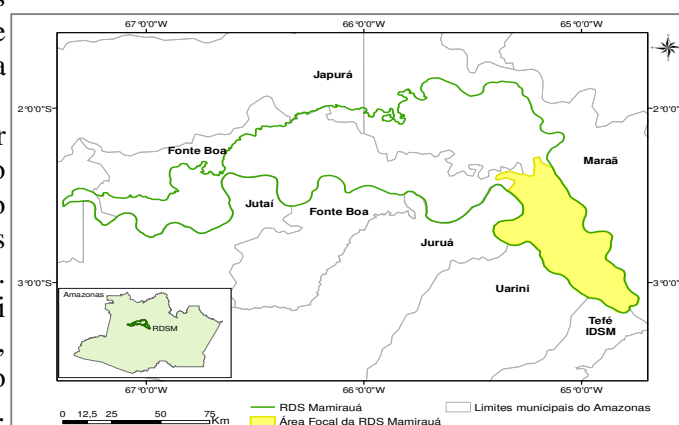 67°0'0"W 66°0'0"W 65°0'0"W
Japurá
2°0'0"S 2°0'0"S
Fonte Boa
Maraã
Jutaí
Fonte Boa
Juruá
3°0'0"S 3°0'0"S
Uarini
Amazonas
RDSM
Tefé
IDSM
67°0'0"W 66°0'0"W 65°0'0"W
0 12,5 25 50 75 Km
RDS Mamirauá
Limites municipais do Amazonas
Área Focal da RDS Mamirauá